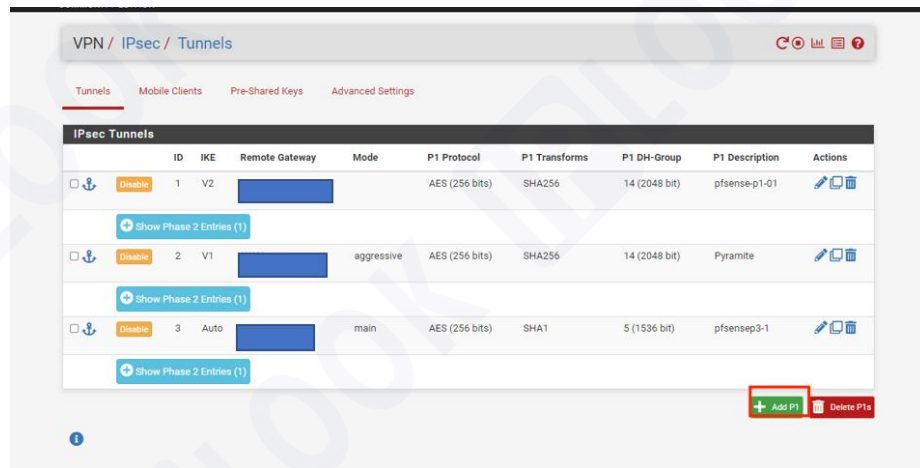 VPN / IPsec / Tunnels
Tunnels Mobile Clients Pre-Shared Keys Advanced Settings
IPsec Tunnels
ID IKE Remote Gateway Mode P1 Protocol P1 Transforms P1 DH-Group P1 Description Actions
Disable 1 V2 AES (256 bits) SHA256 14 (2048 bit) pfsense-p1-01
Show Phase 2 Entries (1)
Disable 2 V1 aggressive AES (256 bits) SHA256 14 (2048 bit) Pyramite
Show Phase 2 Entries (1)
Disable 3 Auto main AES (256 bits) SHA1 5 (1536 bit) pfsensep3-1
Show Phase 2 Entries (1)
Add P1 Delete P1s